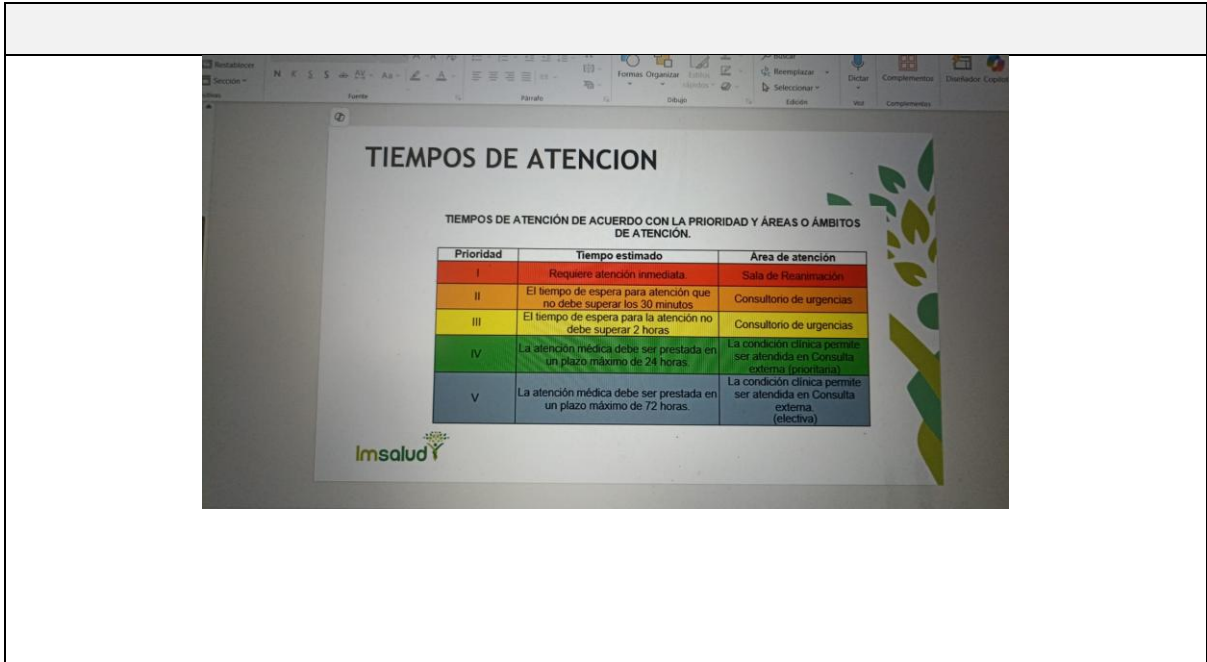 Restablecer
Sección
N
S
Aa
A
Fuente
Párrafo
Formas Organizar
Dibujo
Buscar
Reemplazar
Seleccionar
Edición
Dictar
Voz
Complementos
Complementos
Diseñador Copilot
TIEMPOS DE ATENCION
TIEMPOS DE ATENCIÓN DE ACUERDO CON LA PRIORIDAD Y ÁREAS O ÁMBITOS
DE ATENCIÓN.
Prioridad Tiempo estimado Área de atención
I Requiere atención inmediata. Sala de Reanimación
II El tiempo de espera para atención que
no debe superar los 30 minutos Consultorio de urgencias
III El tiempo de espera para la atención no
debe superar 2 horas Consultorio de urgencias
IV La atención médica debe ser prestada en
un plazo máximo de 24 horas. La condición clínica permite
ser atendida en Consulta
externa (prioritaria)
V La atención médica debe ser prestada en
un plazo máximo de 72 horas. La condición clínica permite
ser atendida en Consulta
externa.
(electiva)
Imsalud